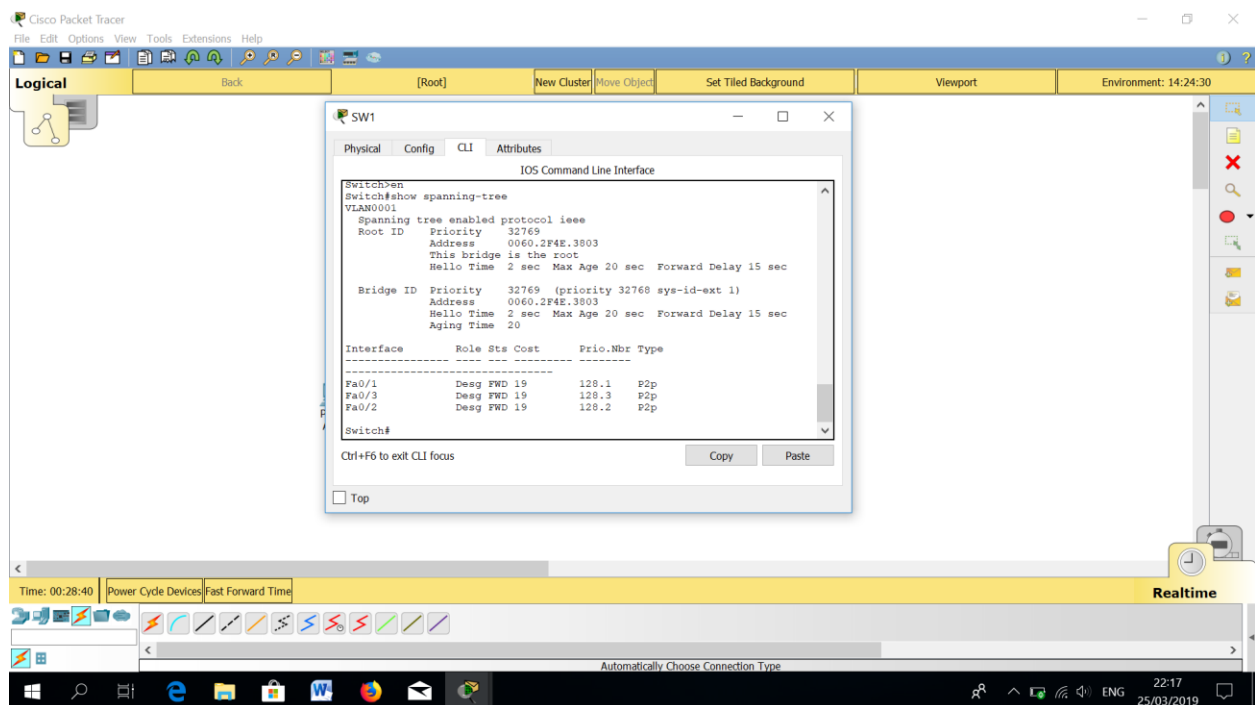 Cisco Packet Tracer
File Edit Options View Tools Extensions Help
Logical Back [Root] New Cluster Move Object Set Tiled Background Viewport Environment: 14:24:30
SW1
Physical Config CLI Attributes
IOS Command Line Interface
Switch>en
Switch#show spanning-tree
VLAN0001
Spanning tree enabled protocol ieee
Root ID Priority 32769
Address 0060.2F4E.3803
This bridge is the root
Hello Time 2 sec Max Age 20 sec Forward Delay 15 sec
Bridge ID Priority 32769 (priority 32768 sys-id-ext 1)
Address 0060.2F4E.3803
Hello Time 2 sec Max Age 20 sec Forward Delay 15 sec
Aging Time 20
Interface Role Sts Cost Prio.Nbr Type
---------------- ---- --- --------- -------- --------------------------------
Fa0/1 Desg FWD 19 128.1 P2p
Fa0/3 Desg FWD 19 128.3 P2p
Fa0/2 Desg FWD 19 128.2 P2p
Switch#
Ctrl+F6 to exit CLI focus Copy Paste
Top
Time: 00:28:40 Power Cycle Devices Fast Forward Time Realtime
Automatically Choose Connection Type
ENG 22:17
25/03/2019